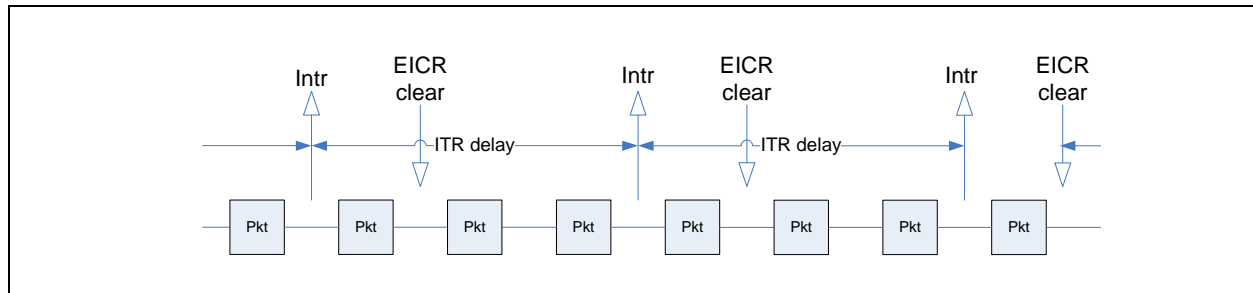 Intr
EICR
clear
Intr
EICR
clear
Intr
EICR
clear
ITR delay
ITR delay
Pkt
Pkt
Pkt
Pkt
Pkt
Pkt
Pkt
Pkt